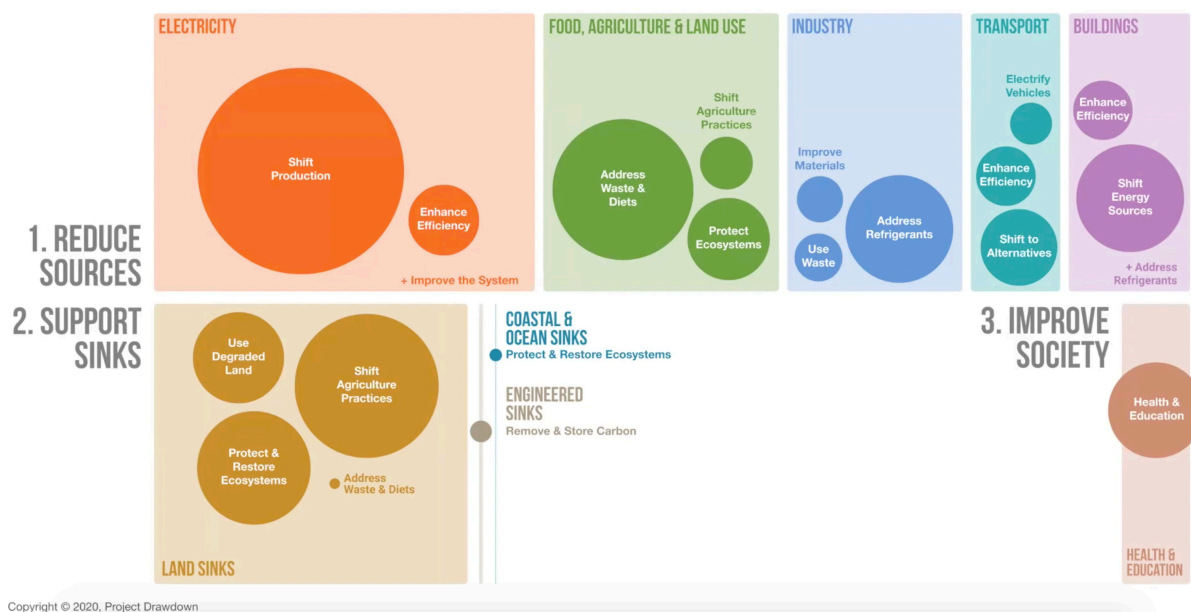 ELECTRICITY
Shift
Production
Enhance
Efficiency
+ Improve the System
FOOD, AGRICULTURE & LAND USE
Shift
Agriculture
Practices
Address
Waste &
Diets
Protect
Ecosystems
INDUSTRY
Improve
Materials
Address
Refrigerants
Use
Waste
TRANSPORT
Electrify
Vehicles
Enhance
Efficiency
Shift to
Alternatives
BUILDINGS
Enhance
Efficiency
Shift
Energy
Sources
+ Address
Refrigerants
1. REDUCE
SOURCES
2. SUPPORT
SINKS
Use
Degraded
Land
Shift
Agriculture
Practices
Protect &
Restore
Ecosystems
Address
Waste & Diets
LAND SINKS
COASTAL &
OCEAN SINKS
Protect & Restore Ecosystems
ENGINEERED
SINKS
Remove & Store Carbon
3. IMPROVE
SOCIETY
Health &
Education
HEALTH &
EDUCATION
Copyright © 2020, Project Drawdown